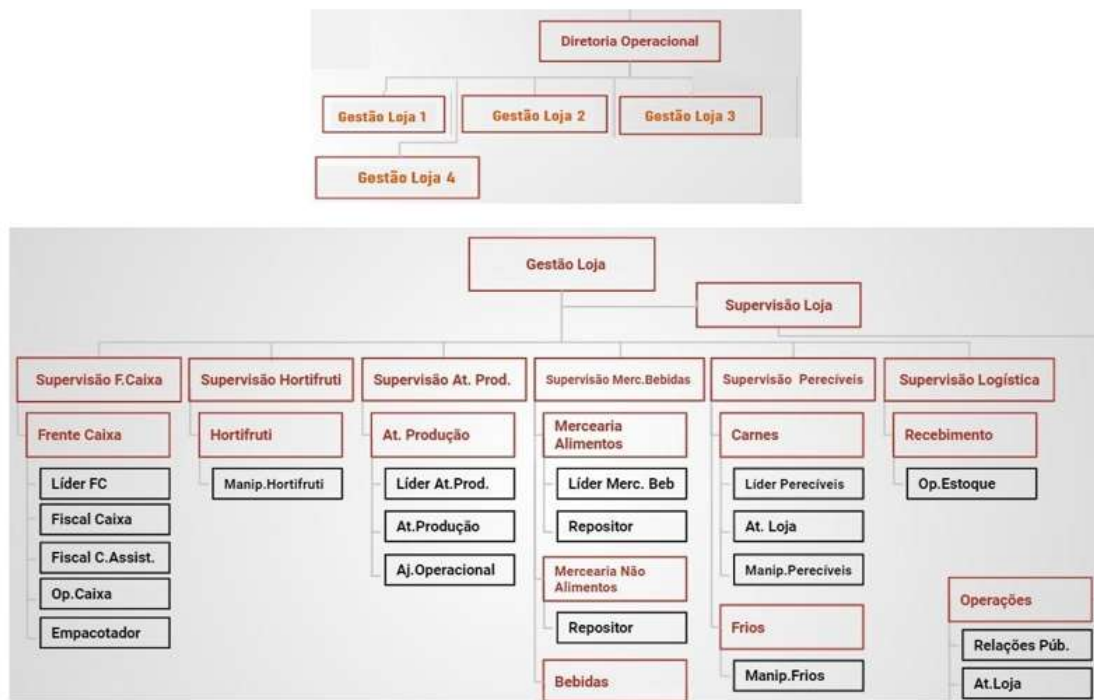 Diretoria Operacional
Gestão Loja 1
Gestão Loja 2
Gestão Loja 3
Gestão Loja 4
Gestão Loja
Supervisão Loja
Supervisão F.Caixa
Supervisão Hortifruti
Supervisão At. Prod.
Supervisão Merc.Bebidas
Supervisão Perecíveis
Supervisão Logística
Frente Caixa
Líder FC
Fiscal Caixa
Fiscal C.Assist.
Op.Caixa
Empacotador
Hortifruti
Manip.Hortifruti
At. Produção
Líder At.Prod.
At.Produção
Aj.Operacional
Mercearia
Alimentos
Líder Merc. Beb
Repositor
Mercearia Não
Alimentos
Repositor
Bebidas
Carnes
Líder Perecíveis
At. Loja
Manip.Perecíveis
Frios
Manip.Frios
Recebimento
Op.Estoque
Operações
Relações Púb.
At.Loja